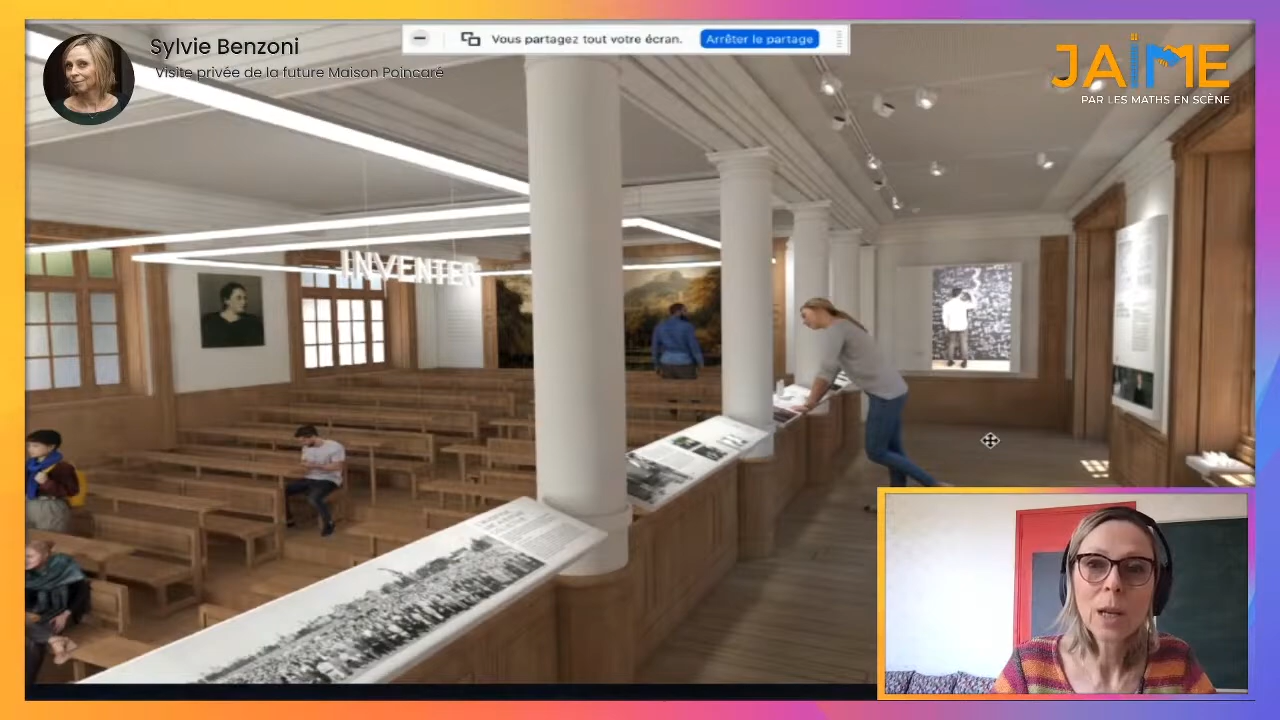 Sylvie Benzoni
Visite privée de la future Maison Poincaré
Vous partagez tout votre écran.
Arrêter le partage
JAIME
PAR LES MATHS EN SCÈNE
INVENTER